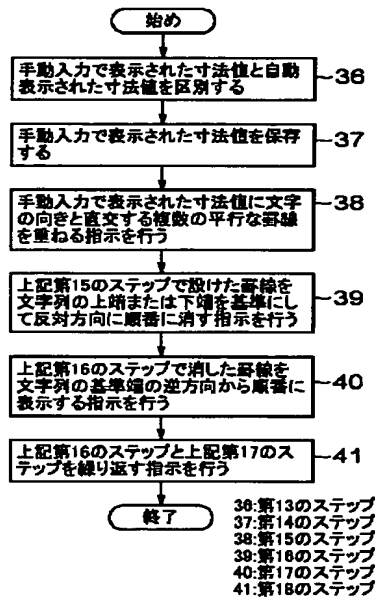 始め
手動入力で表示された寸法値と自動
表示された寸法値を区別する
36
手動入力で表示された寸法値を保存
する
37
手動入力で表示された寸法値に文字
の向きと直交する複数の平行な罫線
を重ねる指示を行う
38
上記第15のステップで設けた罫線を
文字列の上端または下端を基準にし
て反対方向に順番に消す指示を行う
39
上記第16のステップで消した罫線を
文字列の基準端の逆方向から順番に
表示する指示を行う
40
上記第16のステップと上記第17のス
テップを繰り返す指示を行う
41
終了
36:第13のステップ
37:第14のステップ
38:第15のステップ
39:第16のステップ
40:第17のステップ
41:第18のステップ